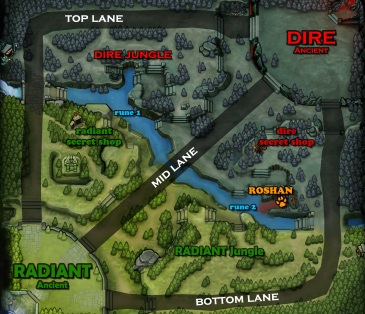 TOP LANE
DIRE
Ancient
DIRE JUNGLE
rune 1
radiant
secret shop
dire
secret shop
MID LANE
ROSHAN
rune 2
RADIANT Jungle
RADIANT
Ancient
BOTTOM LANE